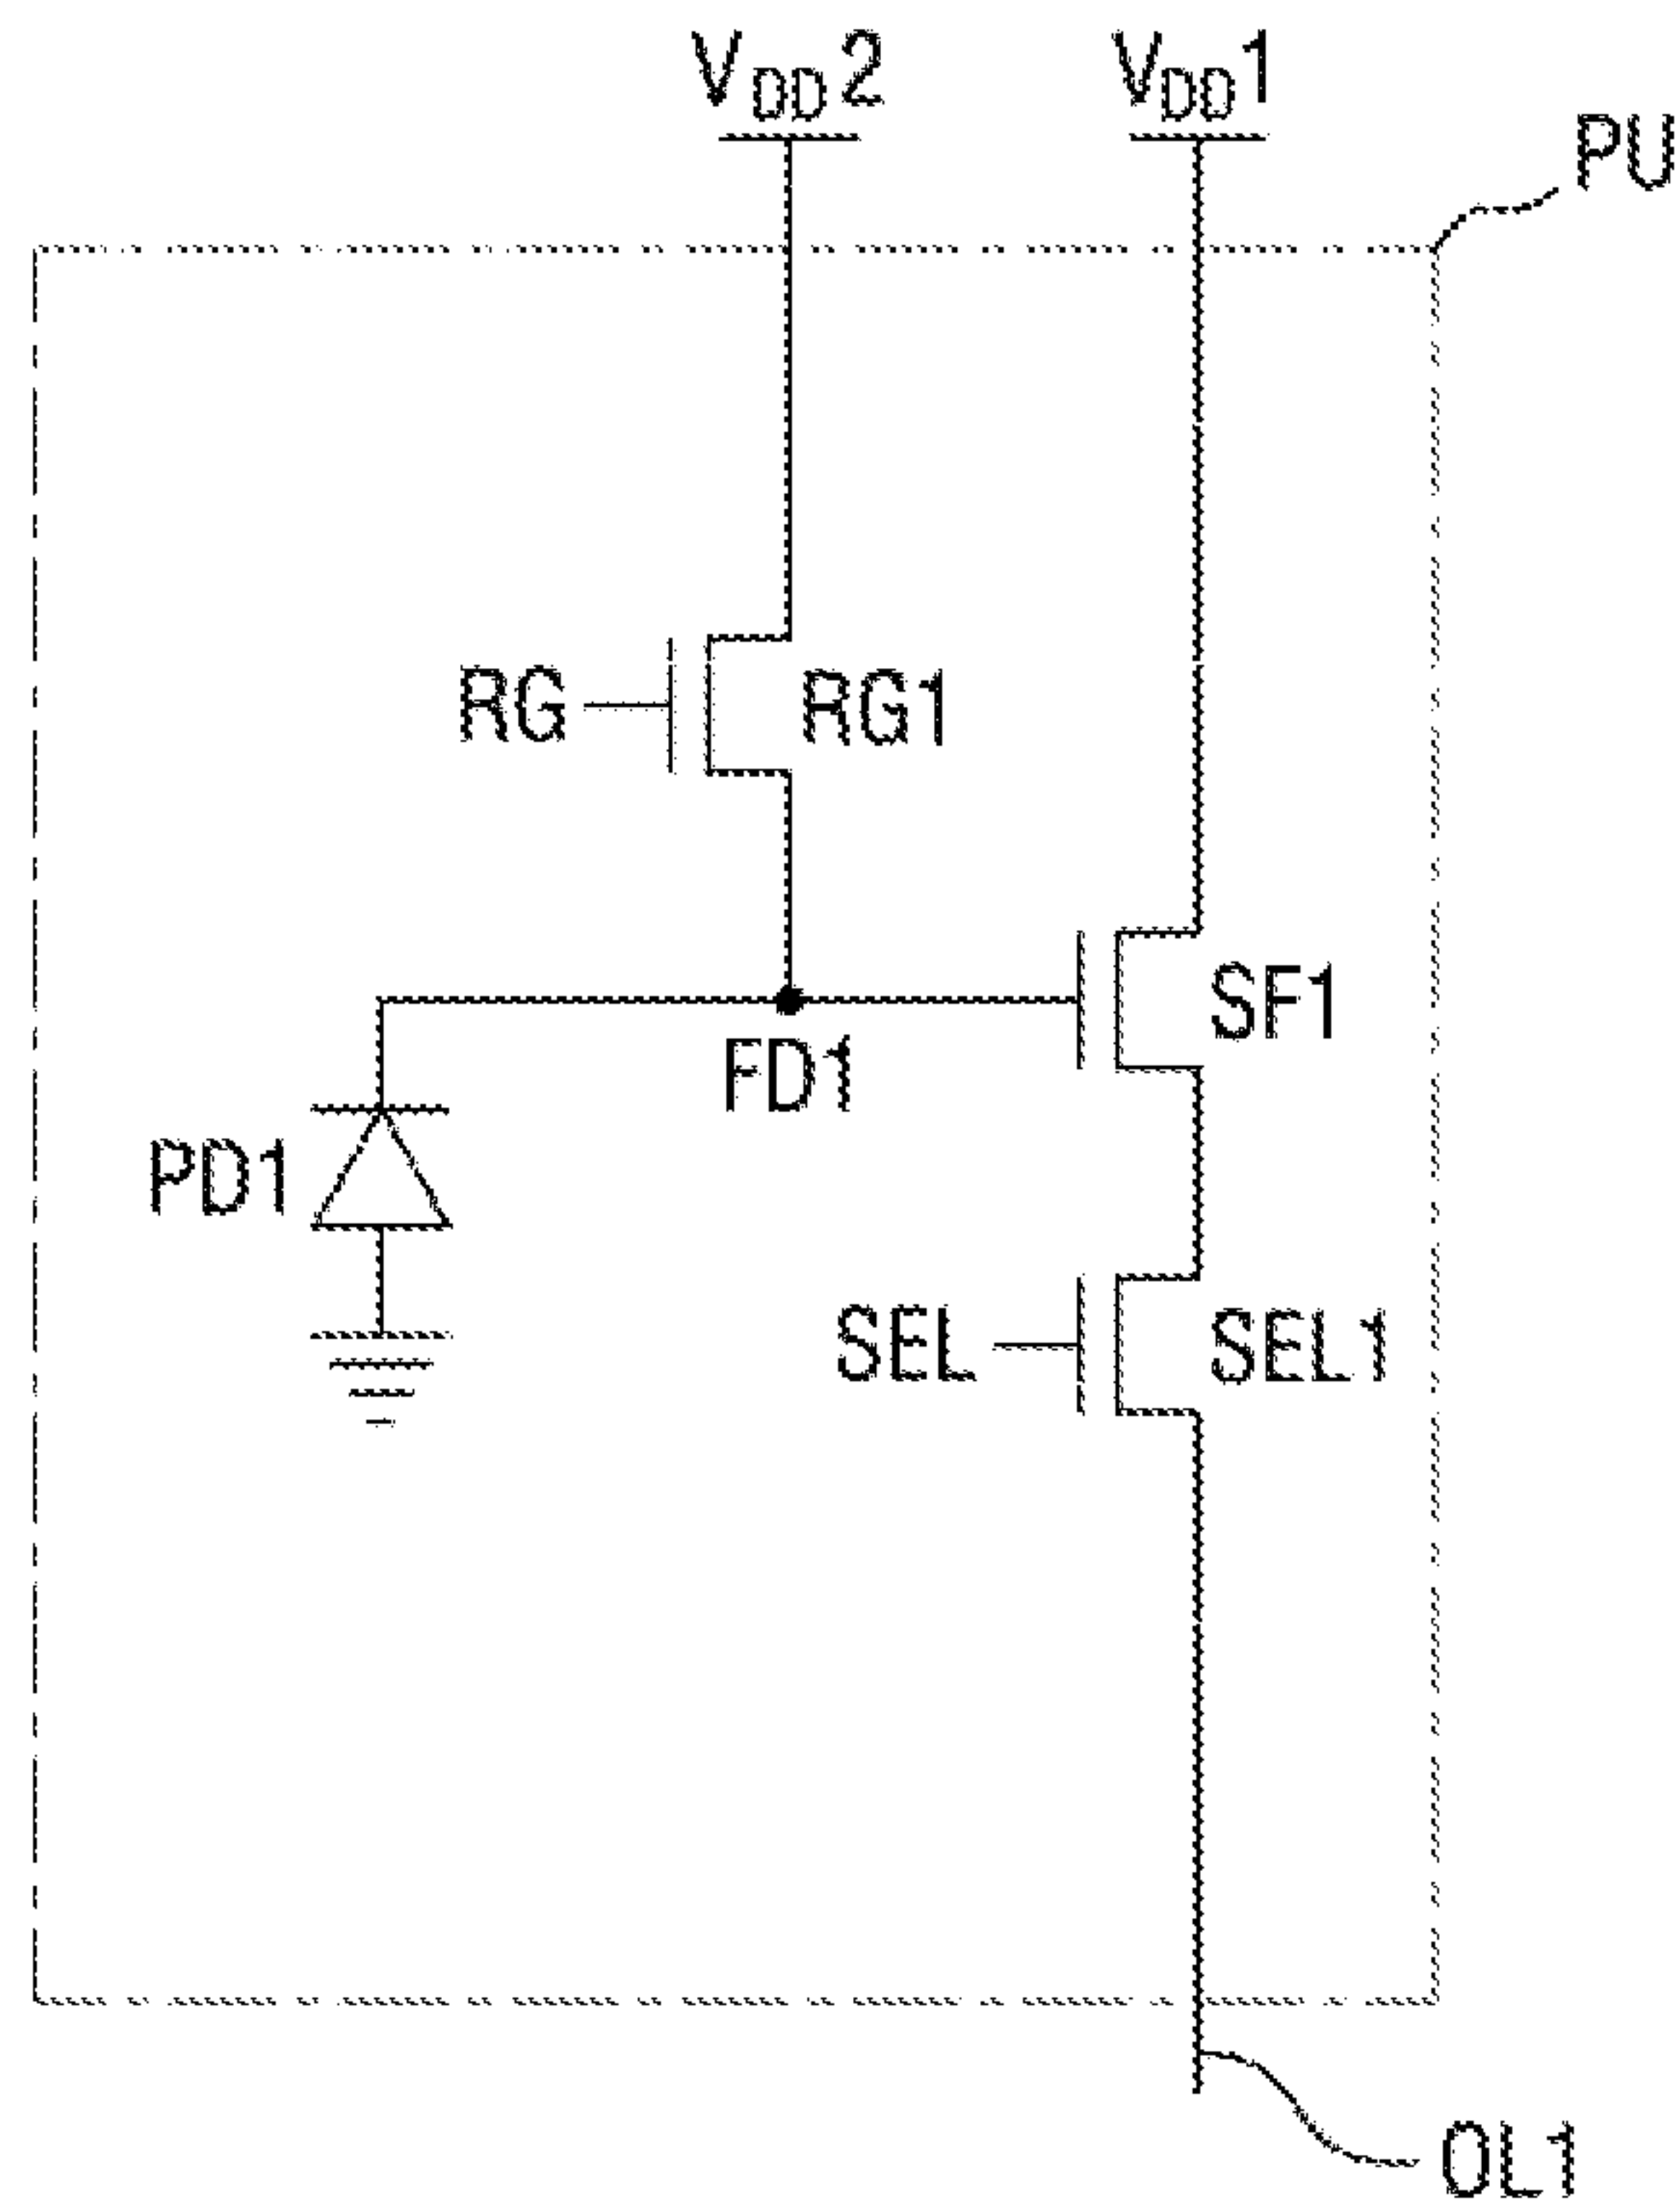 VDD2
VDD1
PU
RG
RG1
SF1
FD1
PD1
SEL
SEL1
OL1